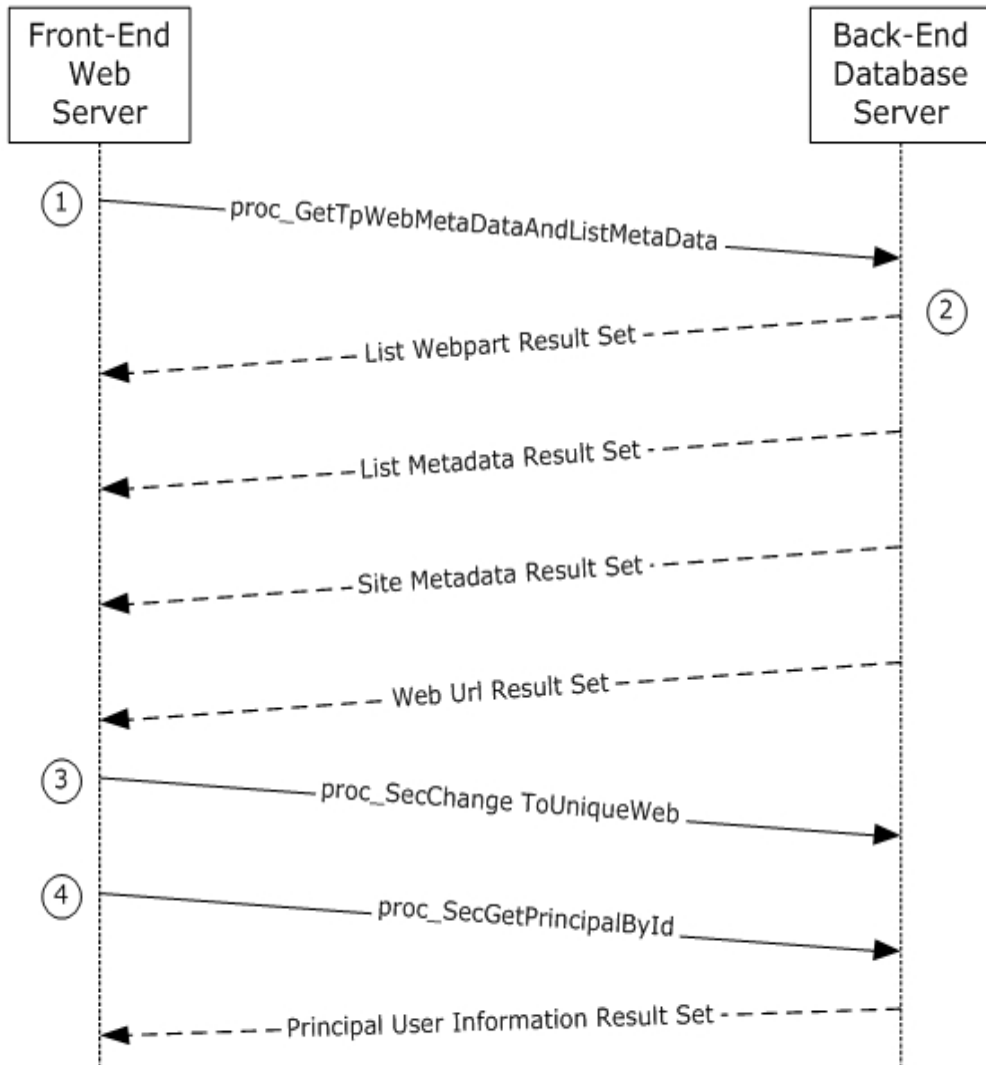 Front-End
Web
Server
Back-End
Database
Server
1
proc_GetTpWebMetaDataAndListMetaData
2
List Webpart Result Set
List Metadata Result Set
Site Metadata Result Set
Web Url Result Set
3
proc_SecChange ToUniqueWeb
4
proc_SecGetPrincipalById
Principal User Information Result Set